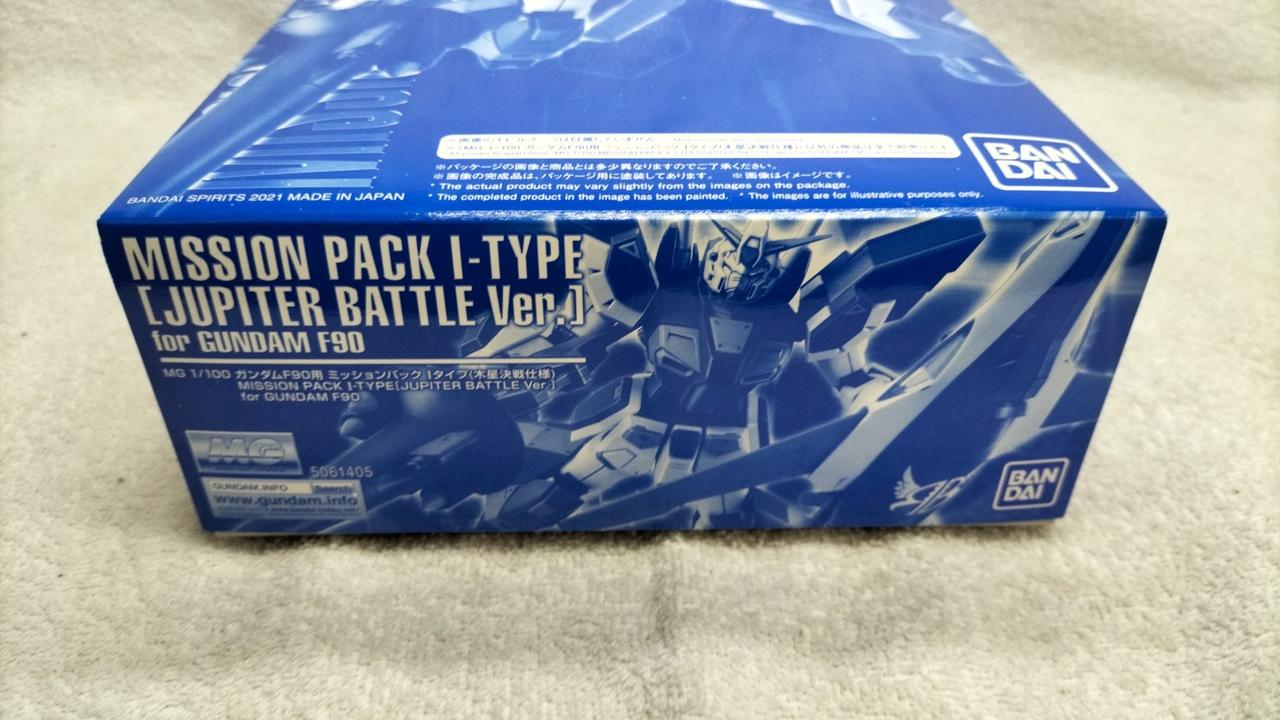 BANDAI SPIRITS 2021 MADE IN JAPAN
※パッケージの画像と商品とは多少異なりますのでご了承ください。
※画像の完成品は、パッケージ用に塗装してあります。 ※画像はイメージです。
* The actual product may vary slightly from the images on the package.
* The completed product in the image has been painted. * The images are for illustrative purposes only.
BAN
DAI
MISSION PACK I-TYPE
[JUPITER BATTLE Ver.]
for GUNDAM F90
MG 1/100 ガンダムF90用 ミッションパック Iタイプ(木星決戦仕様)
MISSION PACK I-TYPE[JUPITER BATTLE Ver.]
for GUNDAM F90
MG
5061405
GUNDAM.INFO Search
www.gundam.info
BAN
DAI